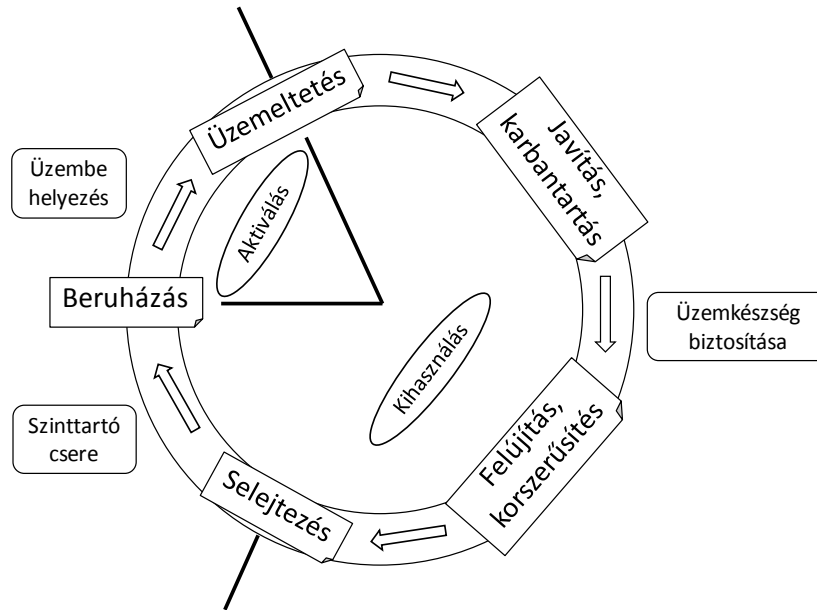 Üzemeltetés
Javítás,
karbantartás
Üzembe
helyezés
Aktiválás
Beruházás
Üzemkészség
biztosítása
Kihasználás
Szinttartó
csere
Felújítás,
korszerűsítés
Selejtezés